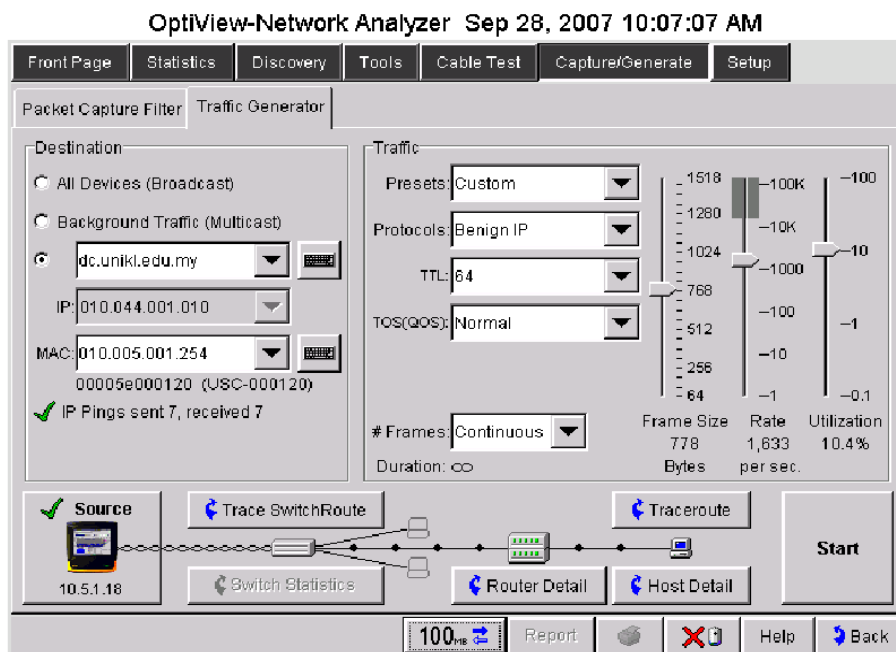 OptiView-Network Analyzer Sep 28, 2007 10:07:07 AM
Front Page Statistics Discovery Tools Cable Test Capture/Generate Setup
Packet Capture Filter Traffic Generator
Destination
All Devices (Broadcast)
Background Traffic (Multicast)
dc.unikl.edu.my
IP: 010.044.001.010
MAC: 010.005.001.254
00005e000120 (USC-000120)
IP Pings sent 7, received 7
Traffic
Presets: Custom
Protocols: Benign IP
TTL: 64
TOS(QOS): Normal
# Frames: Continuous
Duration: ∞
1518
1280
1024
768
512
256
64
Frame Size
778
Bytes
100K
10K
1000
100
10
1
Rate
1,633
per sec.
100
10
1
0.1
Utilization
10.4%
Source
10.5.1.18
Trace SwitchRoute
Switch Statistics
Traceroute
Router Detail
Host Detail
Start
100MB Report Help Back